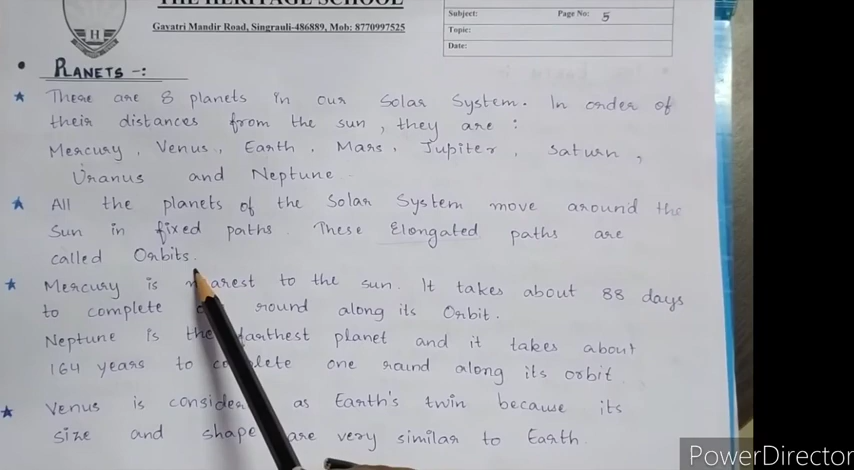 THE HERITAGE SCHOOL
Gayatri Mandir Road, Singrauli-486889, Mob: 8770997525
H
Subject: Page No: 5
Topic:
Date:
• PLANETS -:
★ There are 8 planets in our Solar System. In order of
their distances from the sun, they are :
Mercury, Venus, Earth, Mars, Jupiter, Saturn,
Uranus and Neptune.
★ All the planets of the Solar System move around the
Sun in fixed paths. These Elongated paths are
called Orbits.
★ Mercury is to the sun. It takes about 88 days
to complete round along its Orbit.
Neptune is the farthest planet and it takes about
164 years to complete one round along its orbit
★ Venus is as Earth's twin because its
size and shape are very similar to Earth.
PowerDirector